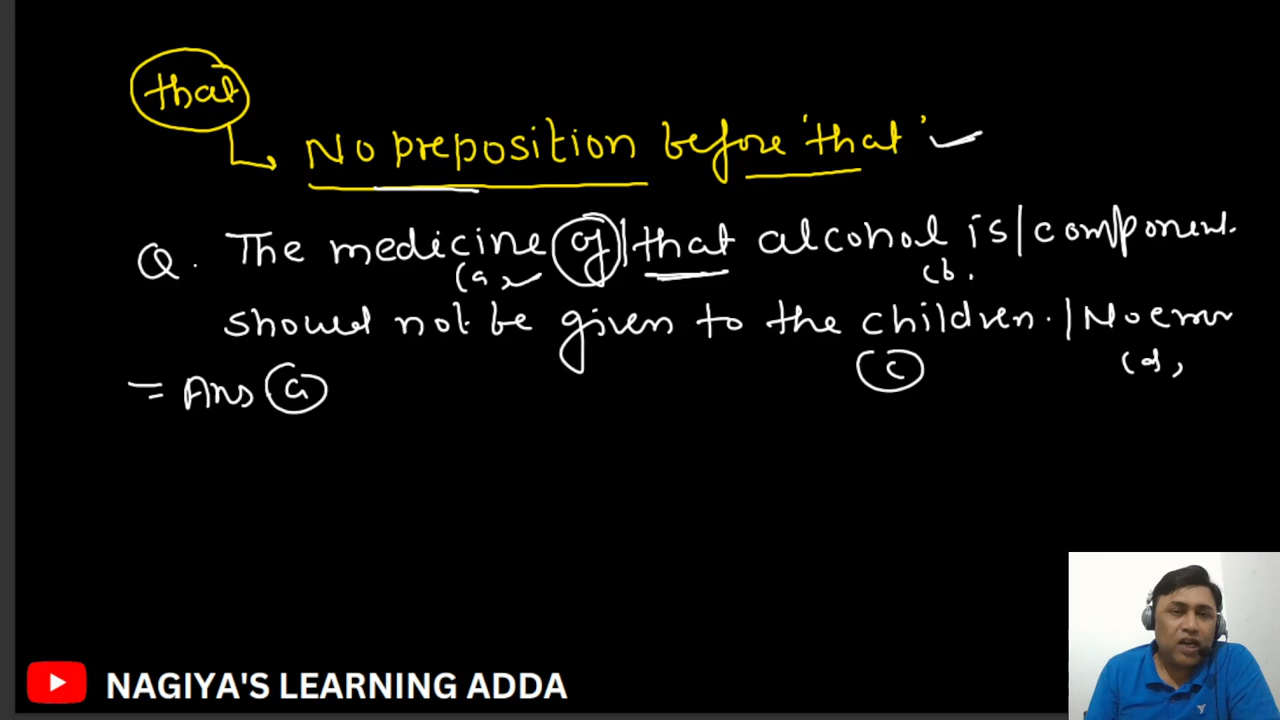 that
No preposition before 'that'
Q. The medicine of | that alcohol is | component
(a) (b)
should not be given to the children. | No error
(c) (d)
= Ans (a)
NAGIYA'S LEARNING ADDA